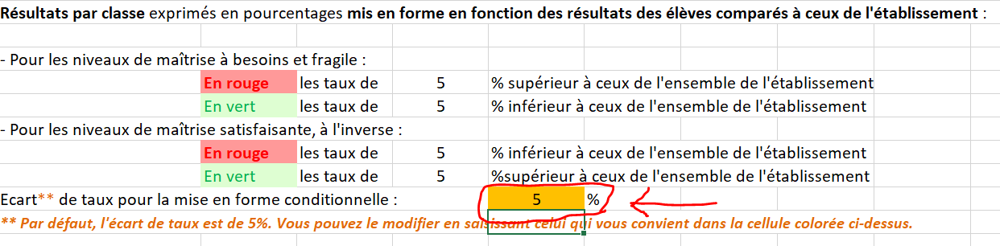 Résultats par classe exprimés en pourcentages mis en forme en fonction des résultats des élèves comparés à ceux de l'établissement :
- Pour les niveaux de maîtrise à besoins et fragile :
En rouge les taux de 5 % supérieur à ceux de l'ensemble de l'établissement
En vert les taux de 5 % inférieur à ceux de l'ensemble de l'établissement
- Pour les niveaux de maîtrise satisfaisante, à l'inverse :
En rouge les taux de 5 % inférieur à ceux de l'ensemble de l'établissement
En vert les taux de 5 %supérieur à ceux de l'ensemble de l'établissement
Ecart** de taux pour la mise en forme conditionnelle : 5 %
** Par défaut, l'écart de taux est de 5%. Vous pouvez le modifier en saisissant celui qui vous convient dans la cellule colorée ci-dessus.